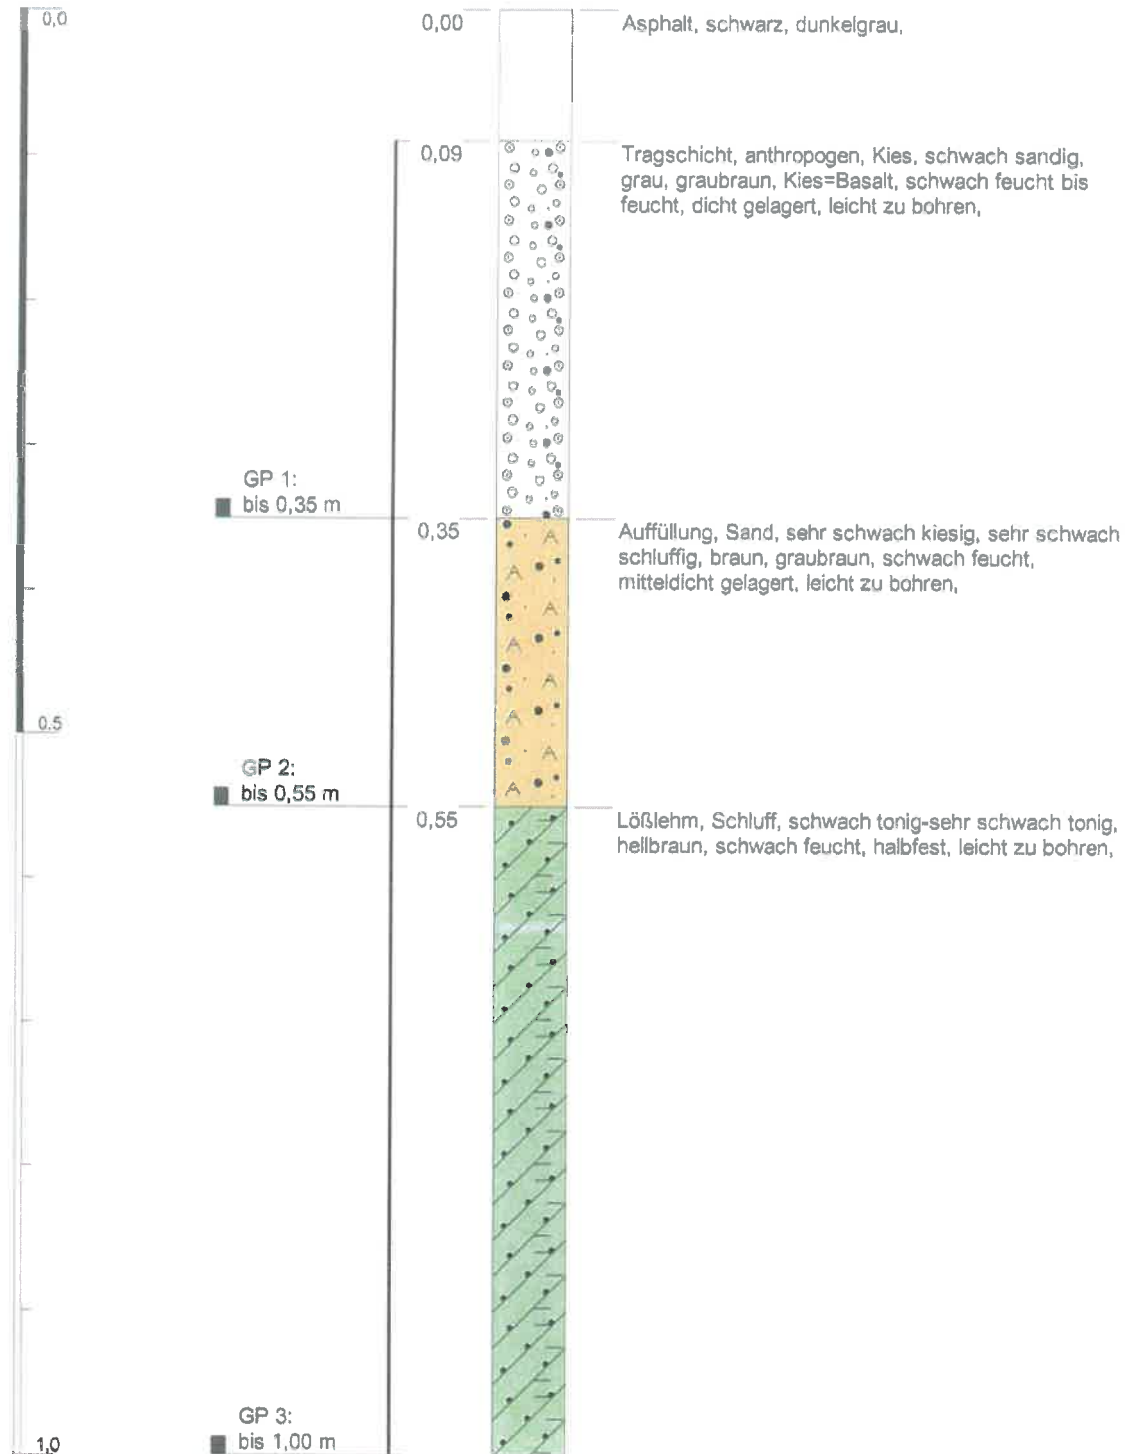 0,0
0,00
Asphalt, schwarz, dunkelgrau,
0,09
Tragschicht, anthropogen, Kies, schwach sandig,
grau, graubraun, Kies=Basalt, schwach feucht bis
feucht, dicht gelagert, leicht zu bohren,
GP 1:
bis 0,35 m
0,35
Auffüllung, Sand, sehr schwach kiesig, sehr schwach
schluffig, braun, graubraun, schwach feucht,
mitteldicht gelagert, leicht zu bohren,
0.5
GP 2:
bis 0,55 m
0,55
Lößlehm, Schluff, schwach tonig-sehr schwach tonig,
hellbraun, schwach feucht, halbfest, leicht zu bohren,
GP 3:
bis 1,00 m
1,0